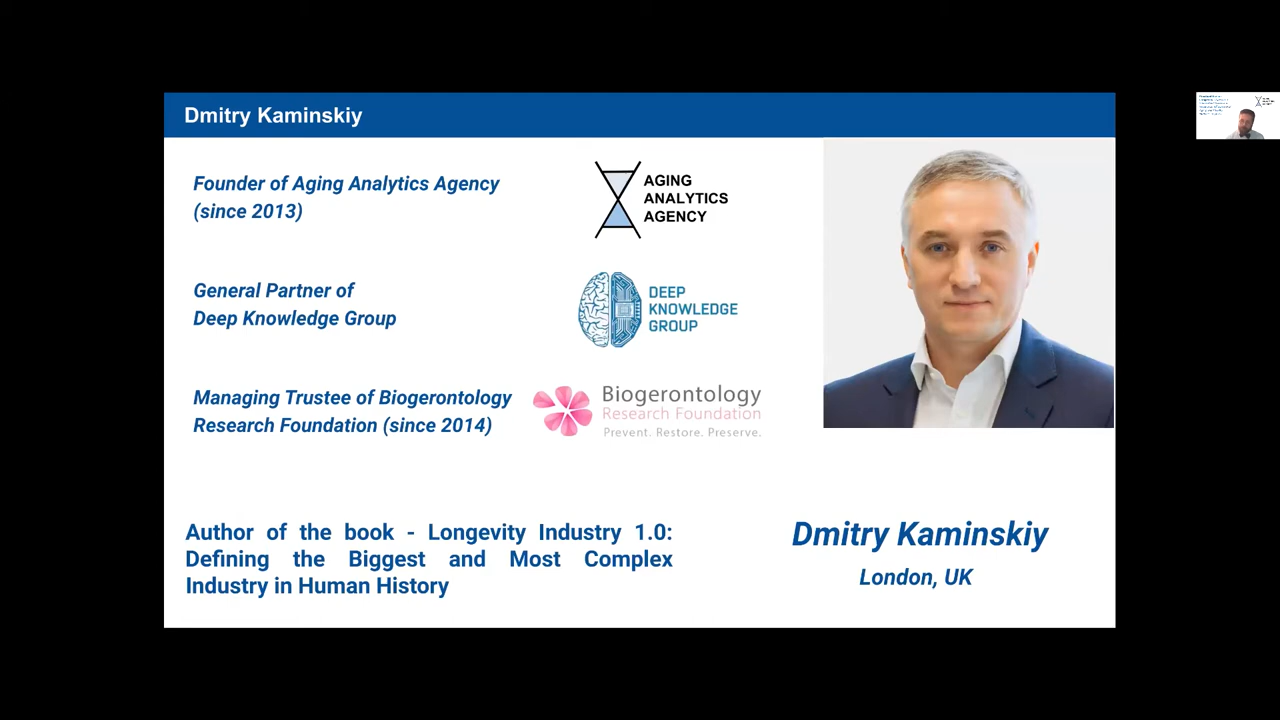 Dmitry Kaminskiy
Founder of Aging Analytics Agency
(since 2013)
AGING
ANALYTICS
AGENCY
General Partner of
Deep Knowledge Group
DEEP
KNOWLEDGE
GROUP
Managing Trustee of Biogerontology
Research Foundation (since 2014)
Biogerontology
Research Foundation
Prevent. Restore. Preserve.
Author of the book - Longevity Industry 1.0:
Defining the Biggest and Most Complex
Industry in Human History
Dmitry Kaminskiy
London, UK